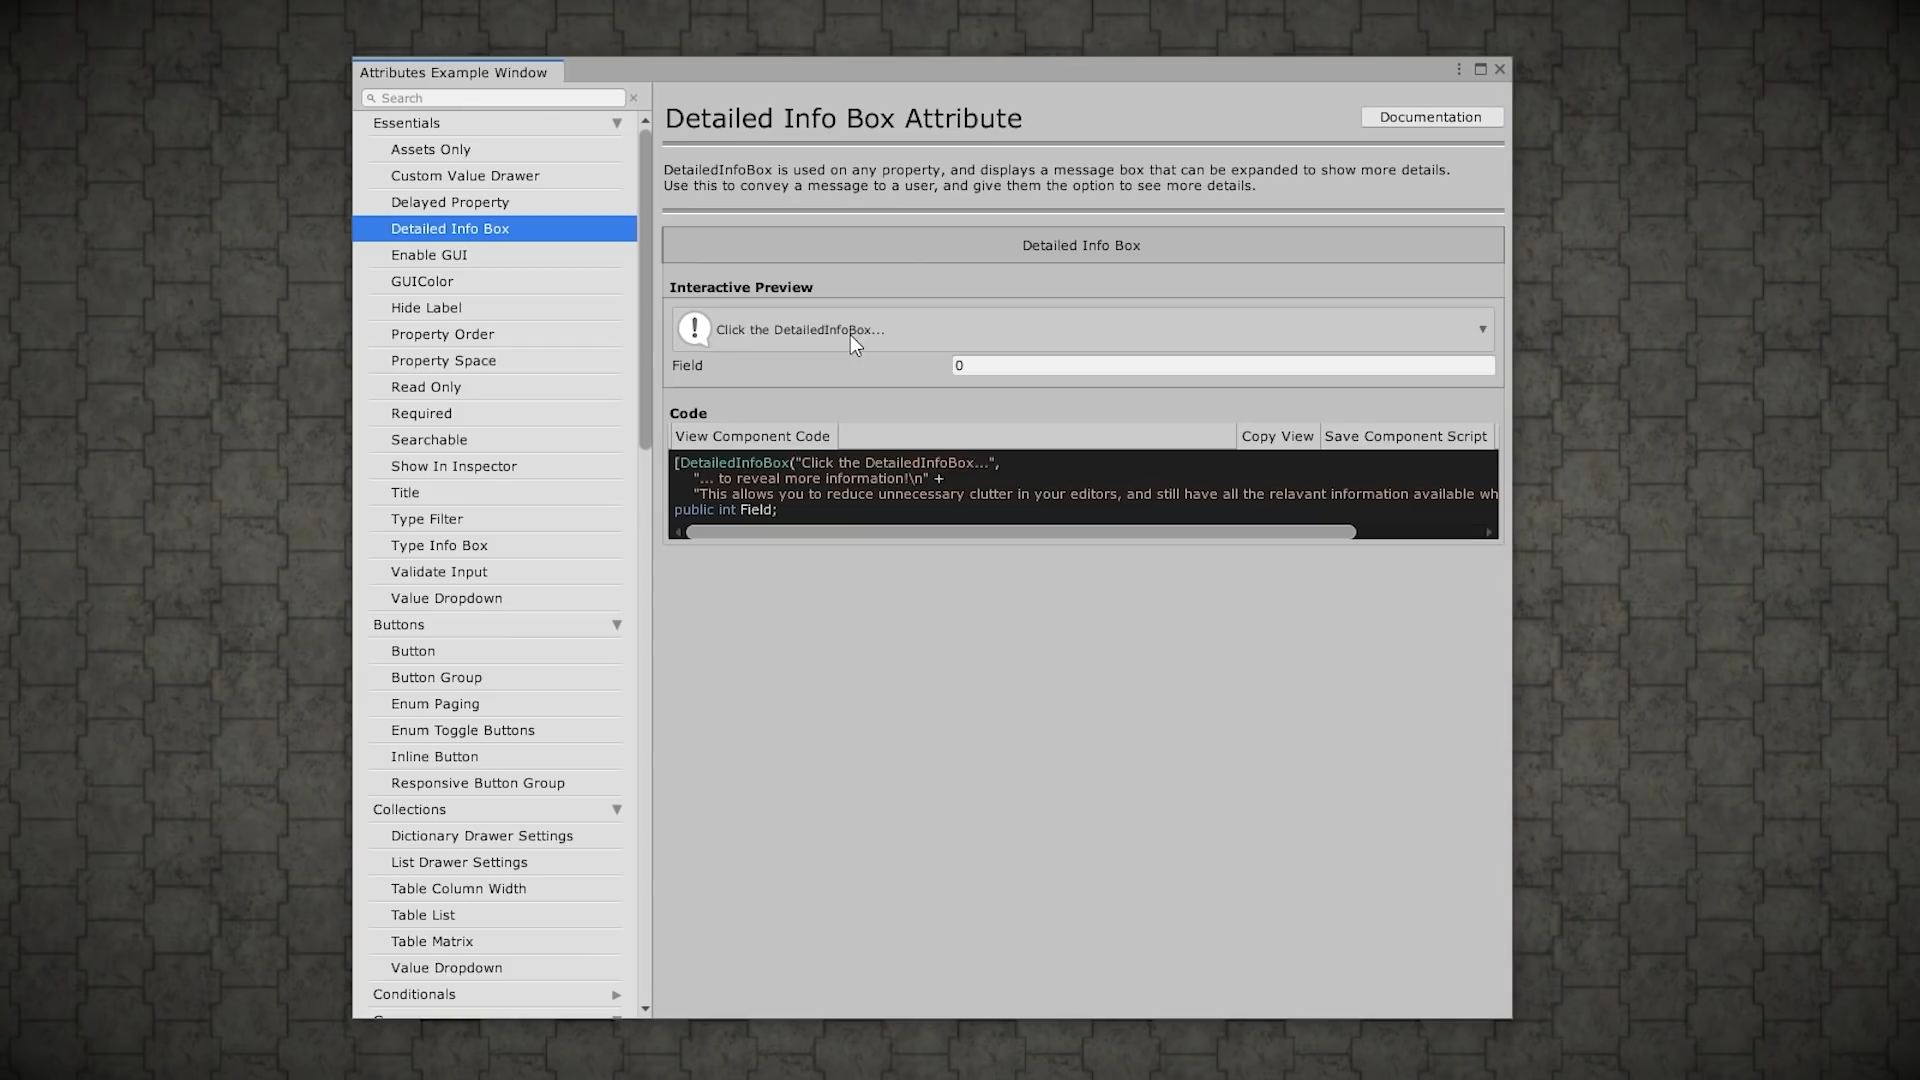 Attributes Example Window
Search
Essentials
Assets Only
Custom Value Drawer
Delayed Property
Detailed Info Box
Enable GUI
GUIColor
Hide Label
Property Order
Property Space
Read Only
Required
Searchable
Show In Inspector
Title
Type Filter
Type Info Box
Validate Input
Value Dropdown
Buttons
Button
Button Group
Enum Paging
Enum Toggle Buttons
Inline Button
Responsive Button Group
Collections
Dictionary Drawer Settings
List Drawer Settings
Table Column Width
Table List
Table Matrix
Value Dropdown
Conditionals
Detailed Info Box Attribute
Documentation
DetailedInfoBox is used on any property, and displays a message box that can be expanded to show more details.
Use this to convey a message to a user, and give them the option to see more details.
Detailed Info Box
Interactive Preview
Click the DetailedInfoBox...
Field 0
Code
View Component Code Copy View Save Component Script
[DetailedInfoBox("Click the DetailedInfoBox...",
"... to reveal more information!\n" +
"This allows you to reduce unnecessary clutter in your editors, and still have all the relavant information available wh
public int Field;